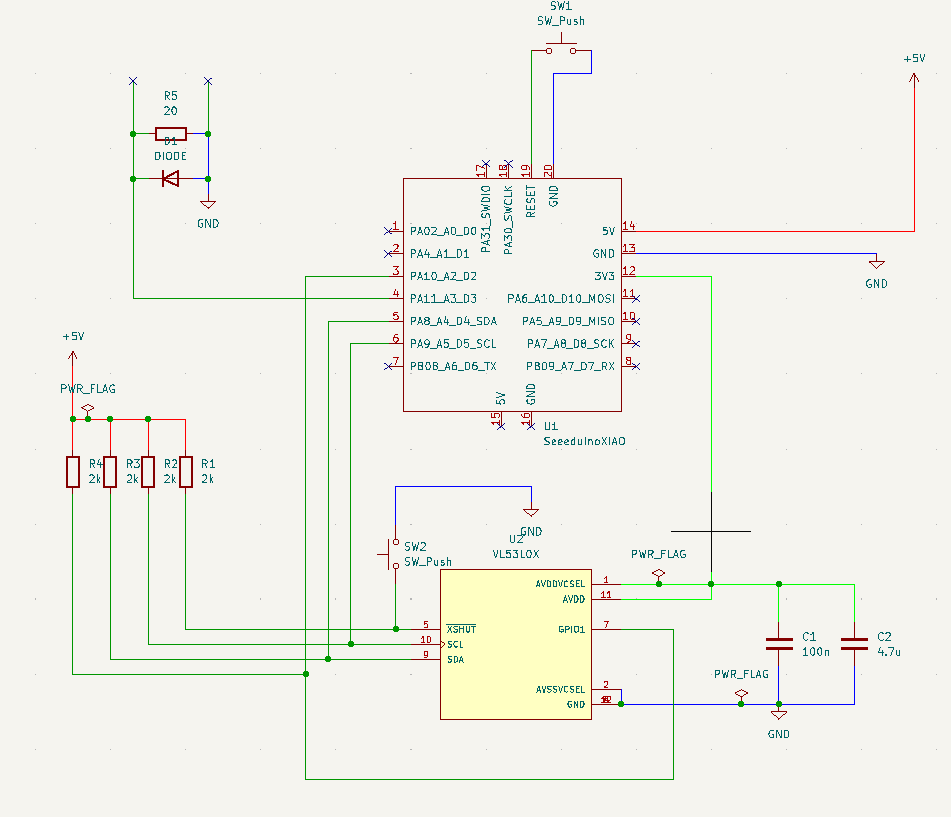 SW1
SW_Push
+5V
R5
20
D1
DIODE
GND
17
18
19
20
PA31_SWDIO
PA30_SWCLK
RESET
GND
1 PA02_A0_D0
2 PA4_A1_D1
3 PA10_A2_D2
4 PA11_A3_D3
5 PA8_A4_D4_SDA
6 PA9_A5_D5_SCL
7 PB08_A6_D6_TX
5V 14
GND 13
3V3 12
PA6_A10_D10_MOSI 11
PA5_A9_D9_MISO 10
PA7_A8_D8_SCK 9
PB09_A7_D7_RX 8
5V
GND
15
16
U1
SeeeduinoXIAO
GND
+5V
PWR_FLAG
R4
2k
R3
2k
R2
2k
R1
2k
GND
SW2
SW_Push
U2
VL53L0X
5 XSHUT
10 SCL
9 SDA
AVDDVCSEL 1
AVDD 11
GPIO1 7
AVSSVCSEL 2
GND
PWR_FLAG
C1
100n
C2
4.7u
PWR_FLAG
GND